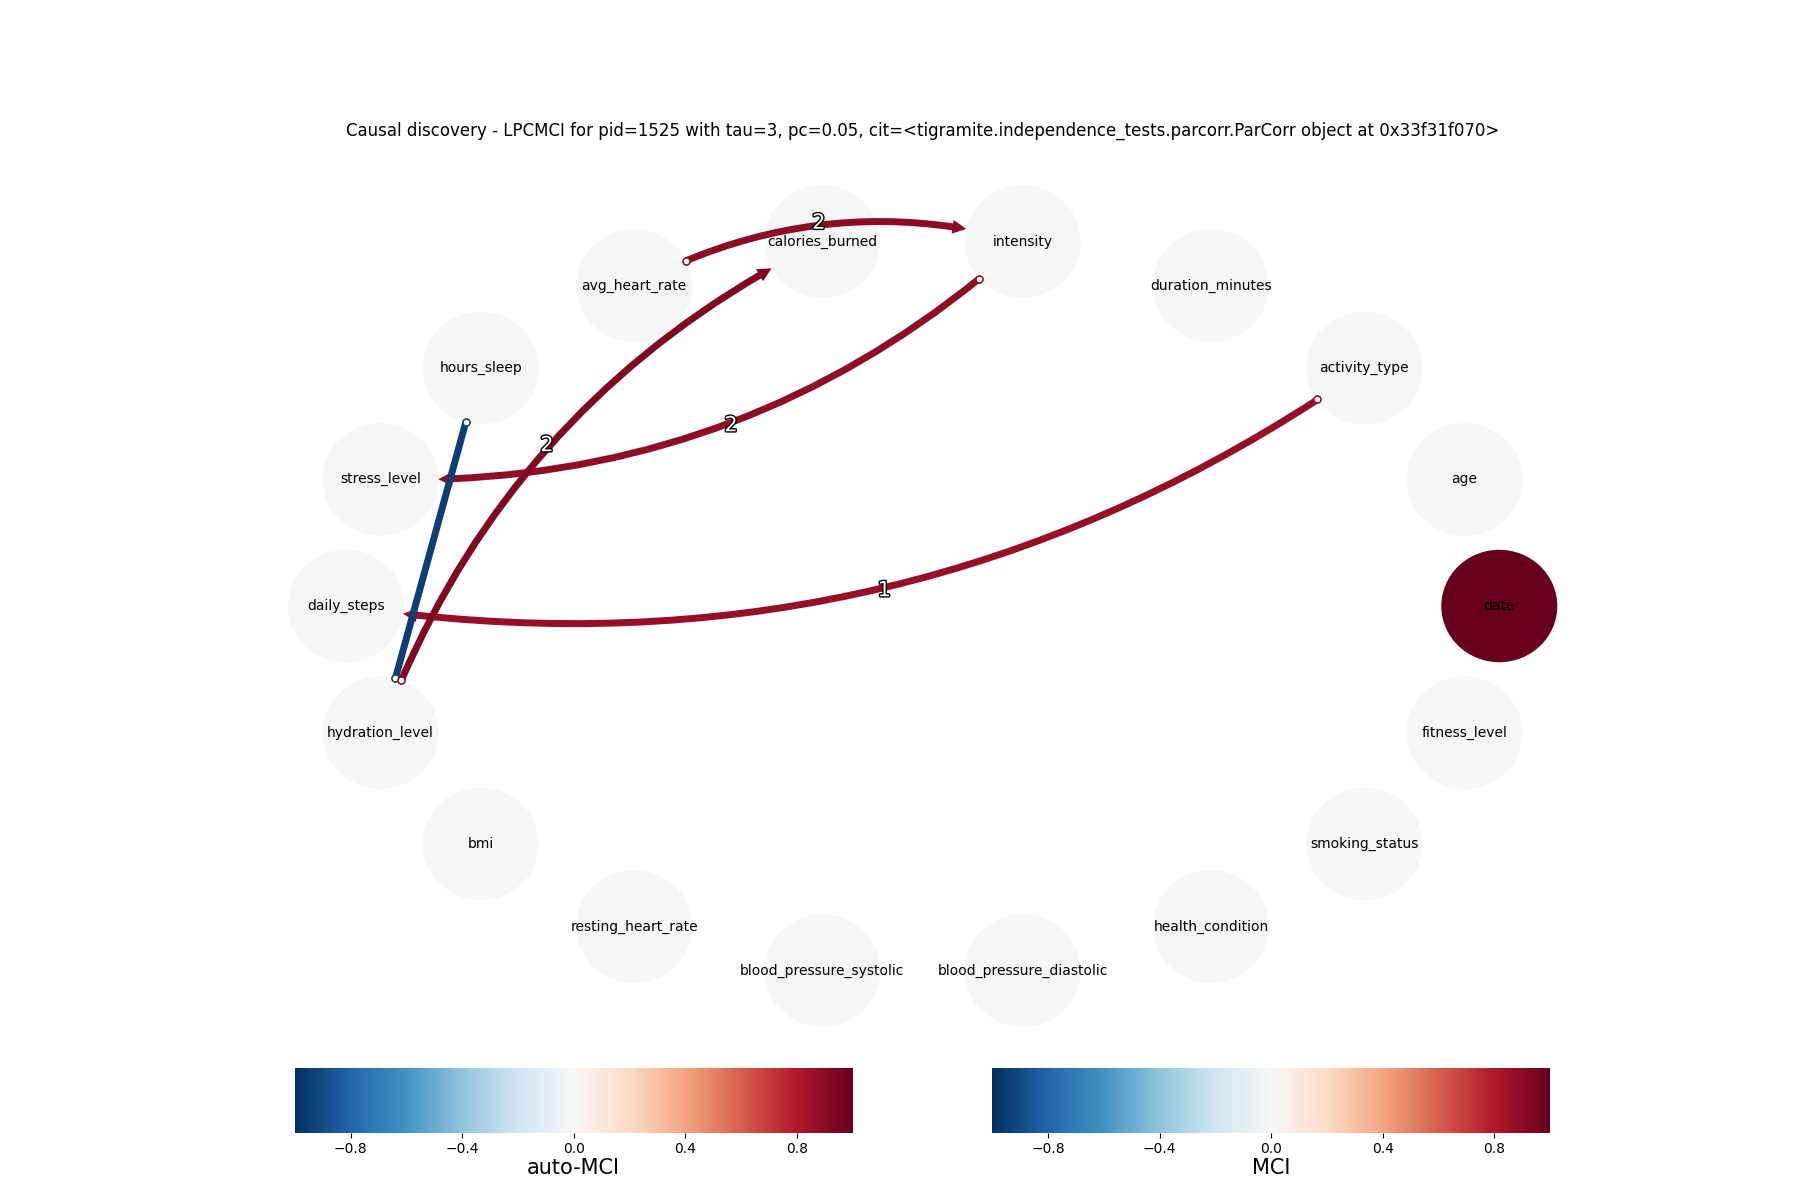 Causal discovery - LPCMCI for pid=1525 with tau=3, pc=0.05, cit=<tigramite.independence_tests.parcorr.ParCorr object at 0x33f31f070>
2
calories_burned
intensity
avg_heart_rate
duration_minutes
hours_sleep
activity_type
2
2
stress_level
age
1
daily_steps
date
hydration_level
fitness_level
bmi
smoking_status
resting_heart_rate
health_condition
blood_pressure_systolic
blood_pressure_diastolic
−0.8 −0.4 0.0 0.4 0.8
auto-MCI
−0.8 −0.4 0.0 0.4 0.8
MCI